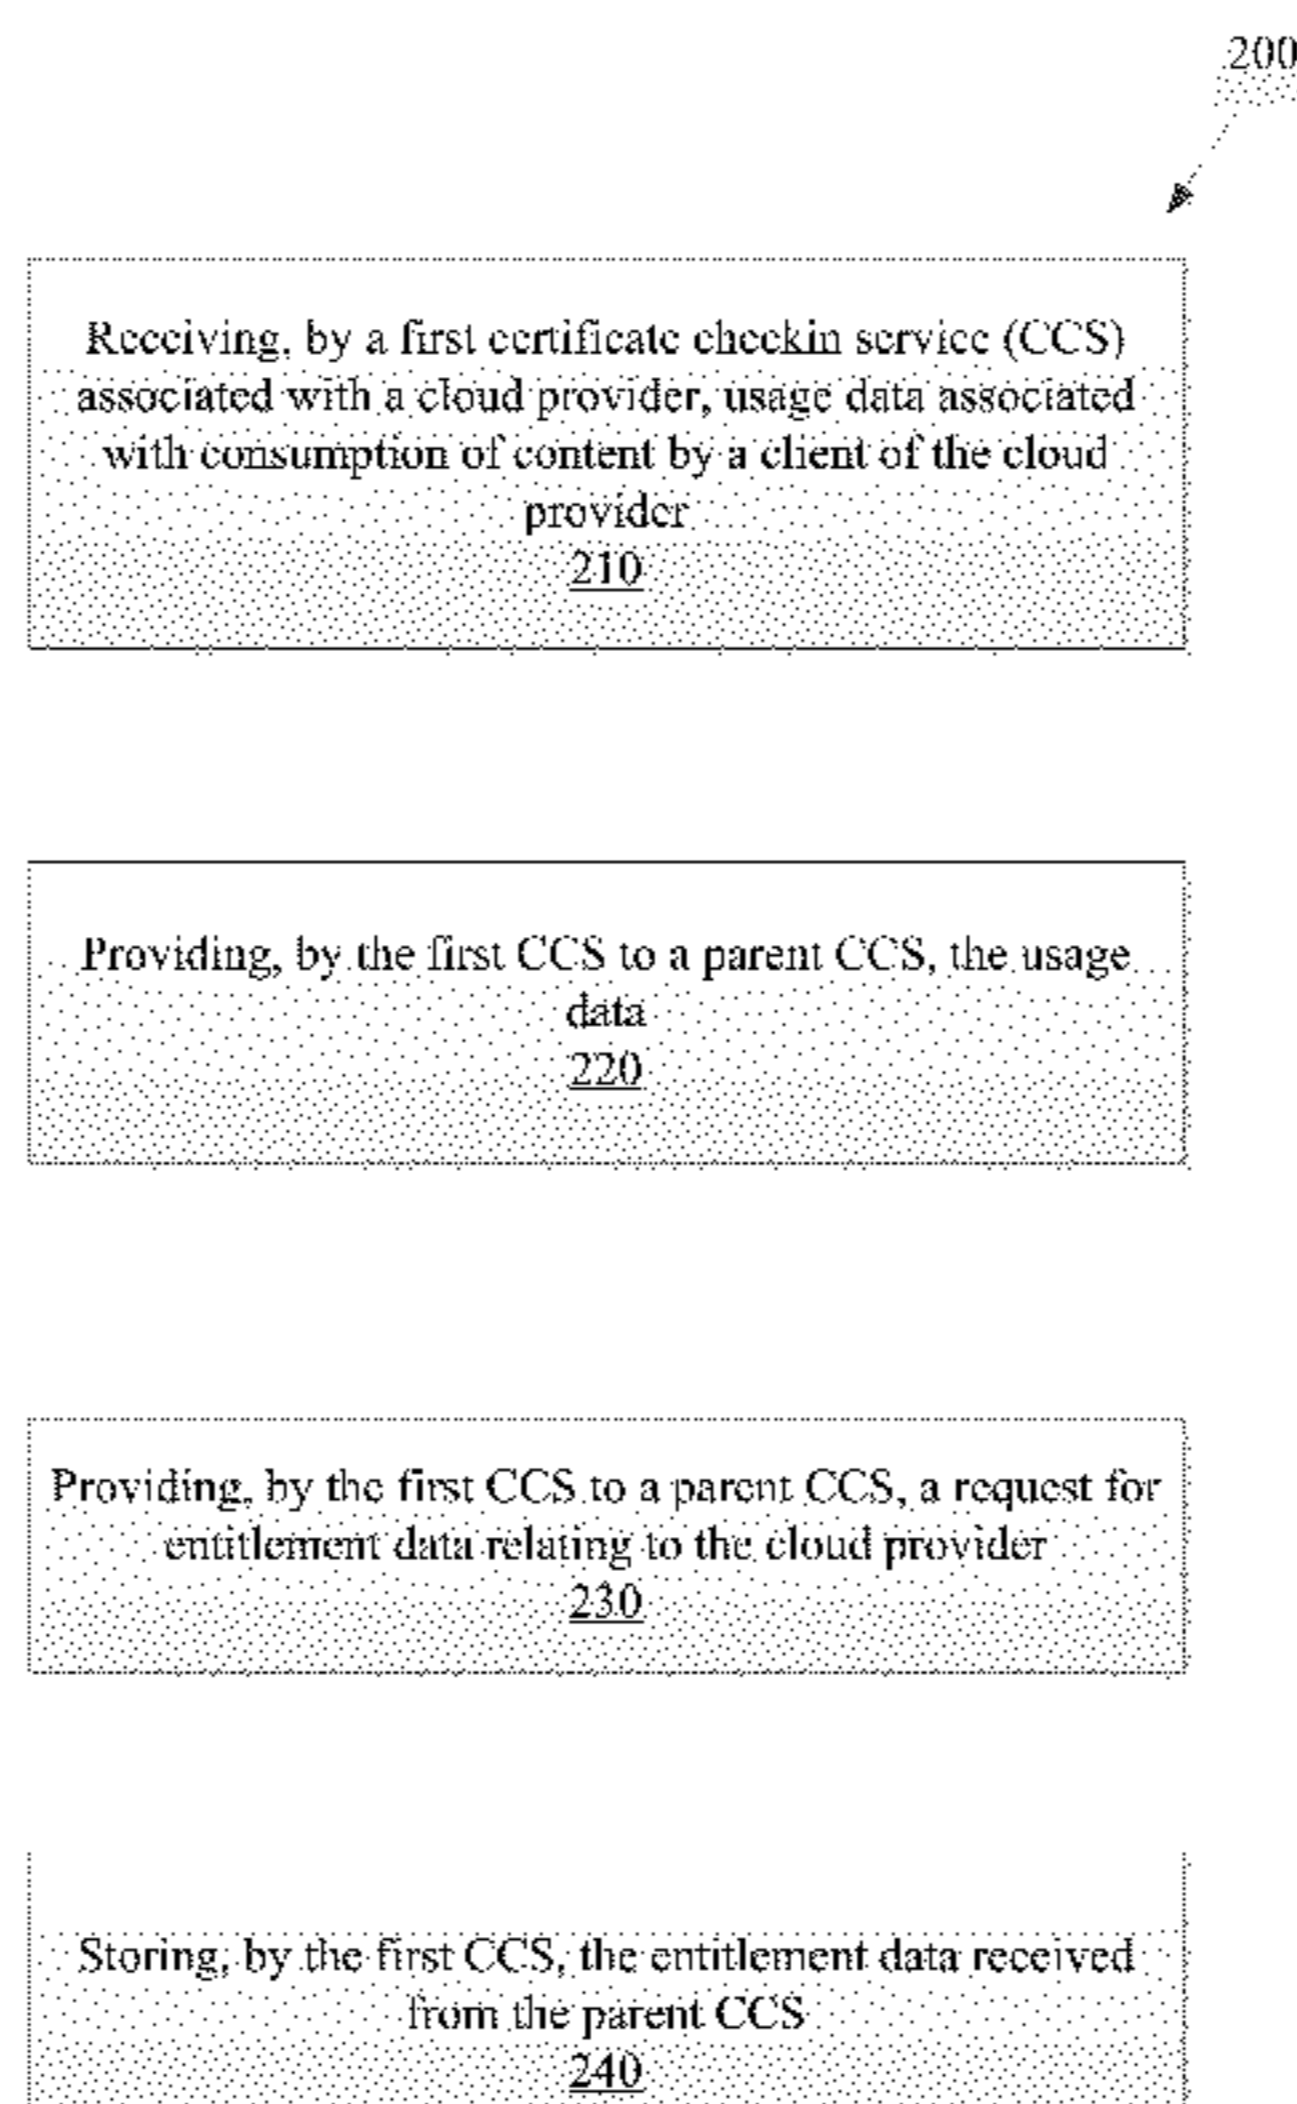 200
Receiving, by a first certificate checkin service (CCS)
associated with a cloud provider, usage data associated
with consumption of content by a client of the cloud
provider
210
Providing, by the first CCS to a parent CCS, the usage
data
220
Providing, by the first CCS to a parent CCS, a request for
entitlement data relating to the cloud provider
230
Storing, by the first CCS, the entitlement data received
from the parent CCS
240